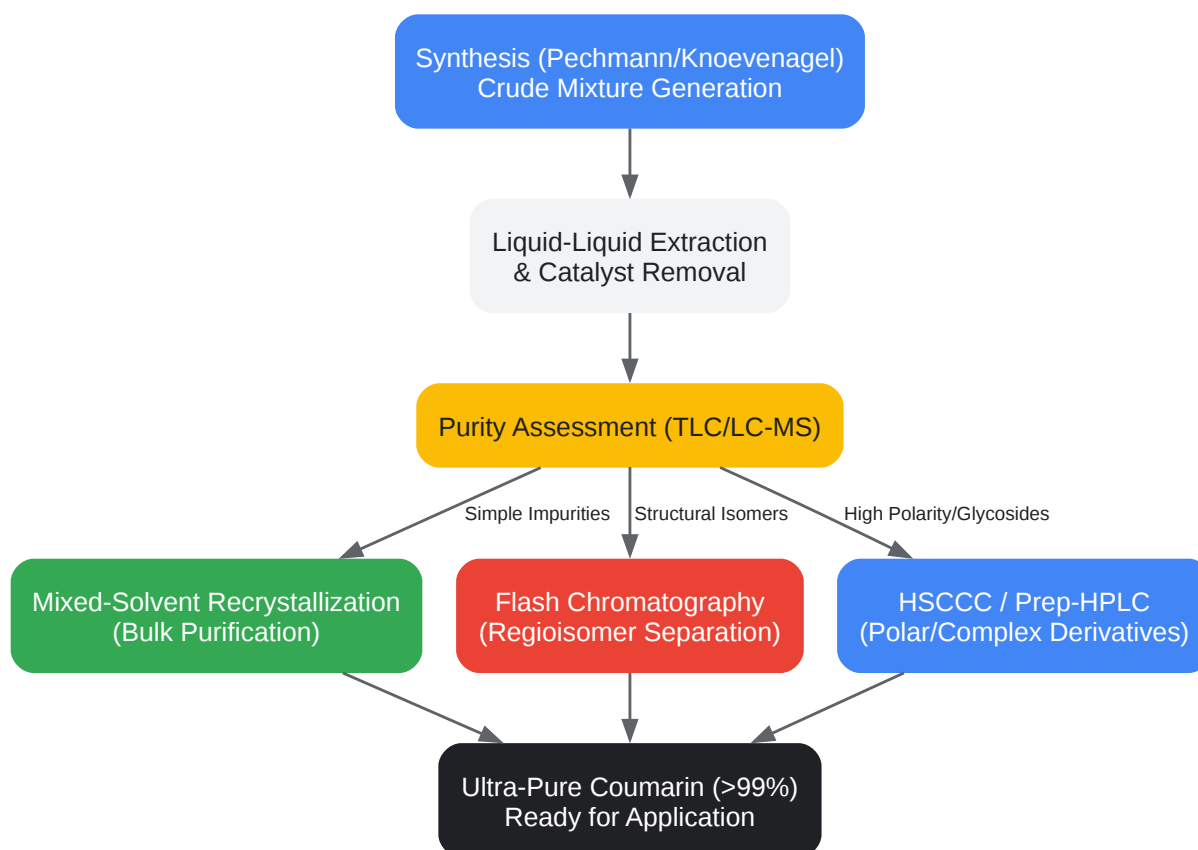 Synthesis (Pechmann/Knoevenagel)
Crude Mixture Generation
Liquid-Liquid Extraction
& Catalyst Removal
Purity Assessment (TLC/LC-MS)
Simple Impurities
Structural Isomers
High Polarity/Glycosides
Mixed-Solvent Recrystallization
(Bulk Purification)
Flash Chromatography
(Regioisomer Separation)
HSCCC / Prep-HPLC
(Polar/Complex Derivatives)
Ultra-Pure Coumarin (>99%)
Ready for Application